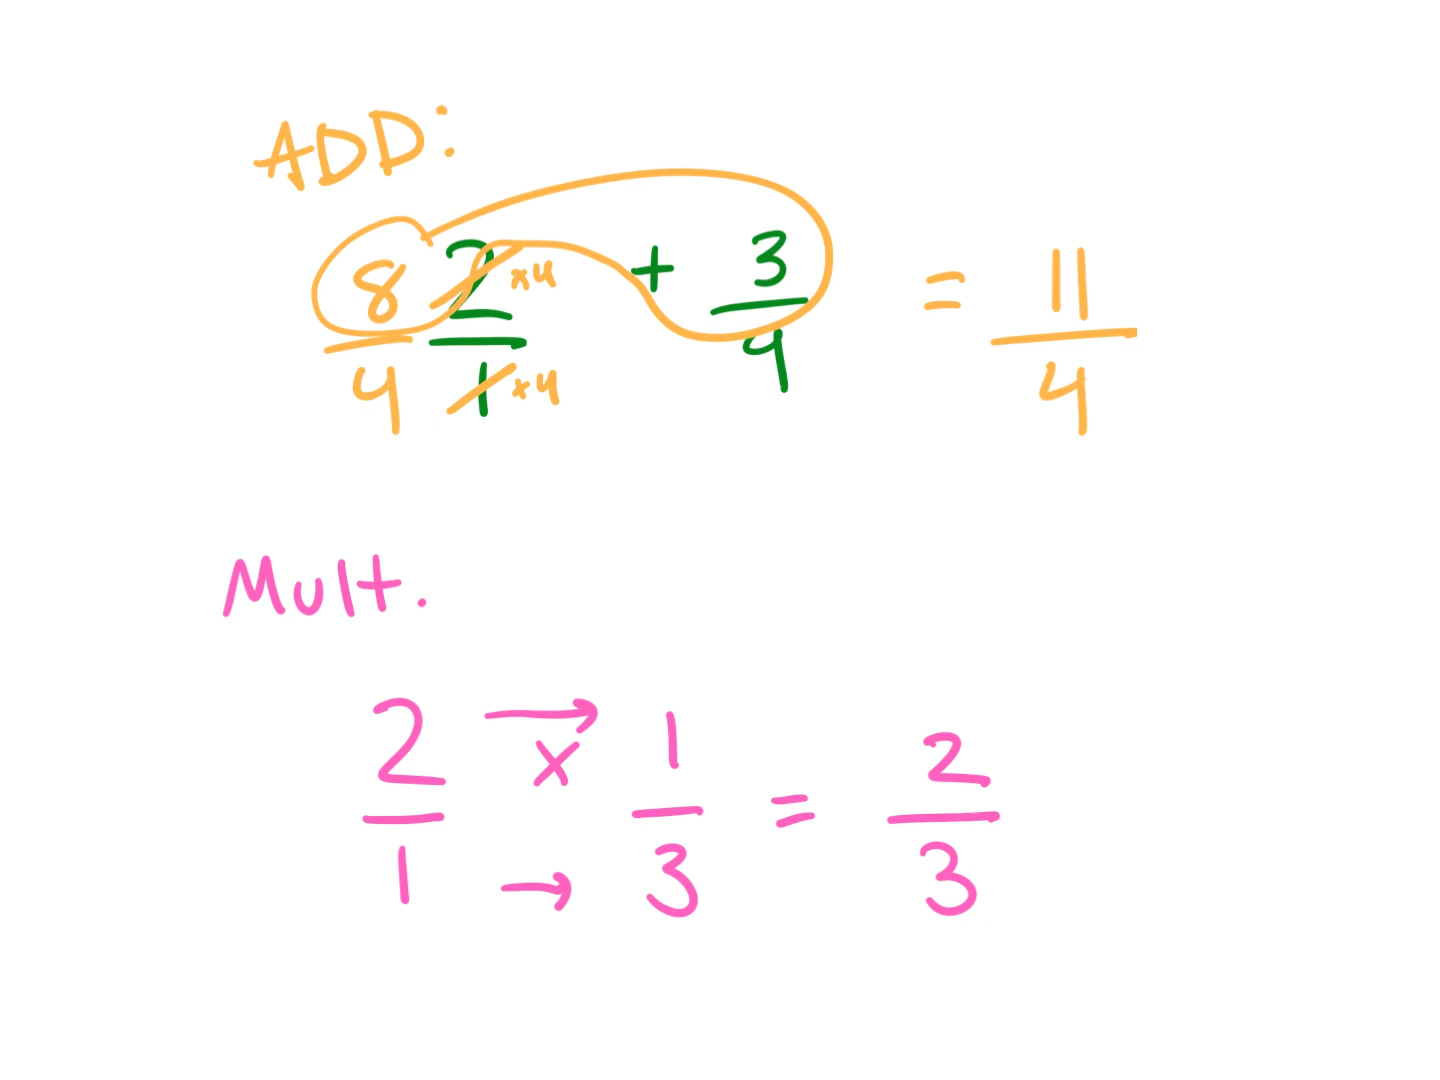 ADD:
8 2 ×4 + 3 = 11
4 1 ×4 4 4
Mult.
2 → × 1 = 2
1 → 3 3